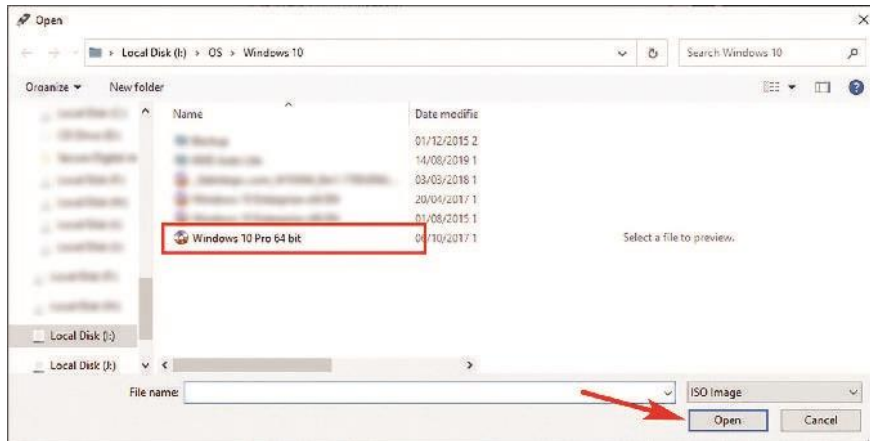 Open
Local Disk (I:) › OS › Windows 10
Search Windows 10
Organize
New folder
Name
Date modifie
01/12/2015 2
14/08/2019 1
03/03/2018 1
20/04/2017 1
01/08/2015 1
Windows 10 Pro 64 bit
06/10/2017 1
Select a file to preview.
Local Disk (I:)
Local Disk (J:)
File name:
ISO Image
Open
Cancel